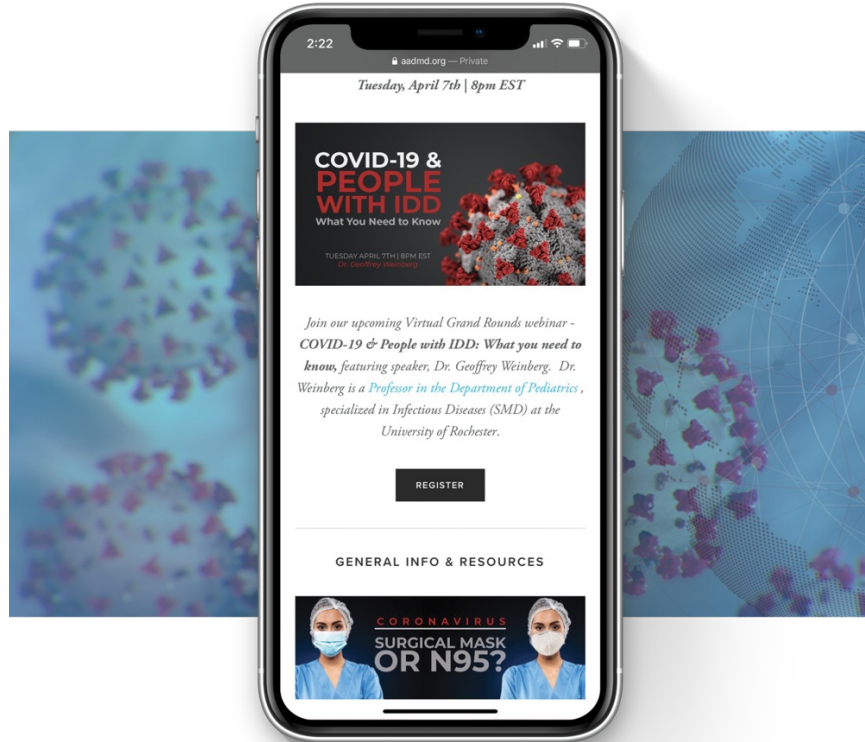 2:22
aadmd.org — Private
Tuesday, April 7th | 8pm EST
COVID-19 &
PEOPLE
WITH IDD
What You Need to Know
TUESDAY APRIL 7TH | 8PM EST
Dr. Geoffrey Weinberg
Join our upcoming Virtual Grand Rounds webinar -
COVID-19 & People with IDD: What you need to
know, featuring speaker, Dr. Geoffrey Weinberg. Dr.
Weinberg is a Professor in the Department of Pediatrics ,
specialized in Infectious Diseases (SMD) at the
University of Rochester.
REGISTER
GENERAL INFO & RESOURCES
CORONAVIRUS
SURGICAL MASK
OR N95?